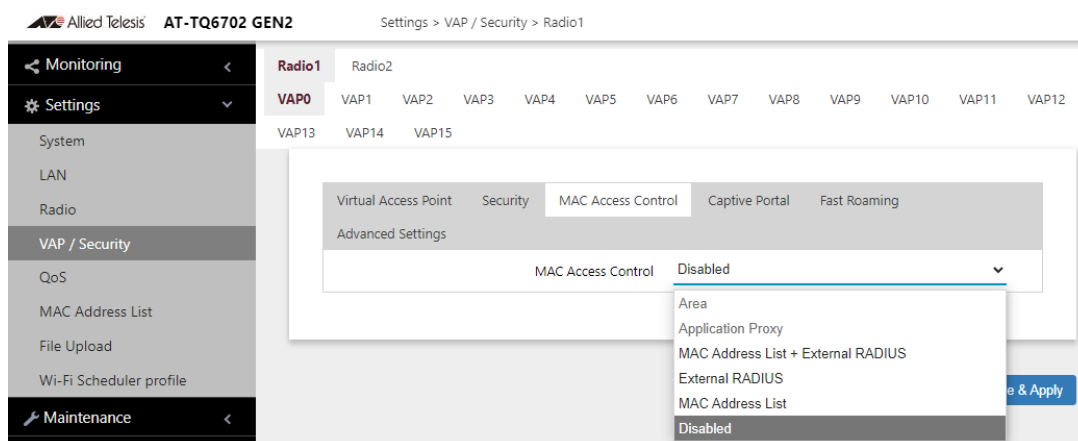 Allied Telesis AT-TQ6702 GEN2 Settings > VAP / Security > Radio1
Monitoring
Settings
System
LAN
Radio
VAP / Security
QoS
MAC Address List
File Upload
Wi-Fi Scheduler profile
Maintenance
Radio1 Radio2
VAP0 VAP1 VAP2 VAP3 VAP4 VAP5 VAP6 VAP7 VAP8 VAP9 VAP10 VAP11 VAP12
VAP13 VAP14 VAP15
Virtual Access Point Security MAC Access Control Captive Portal Fast Roaming
Advanced Settings
MAC Access Control Disabled
Area
Application Proxy
MAC Address List + External RADIUS
External RADIUS
MAC Address List
Disabled
& Apply